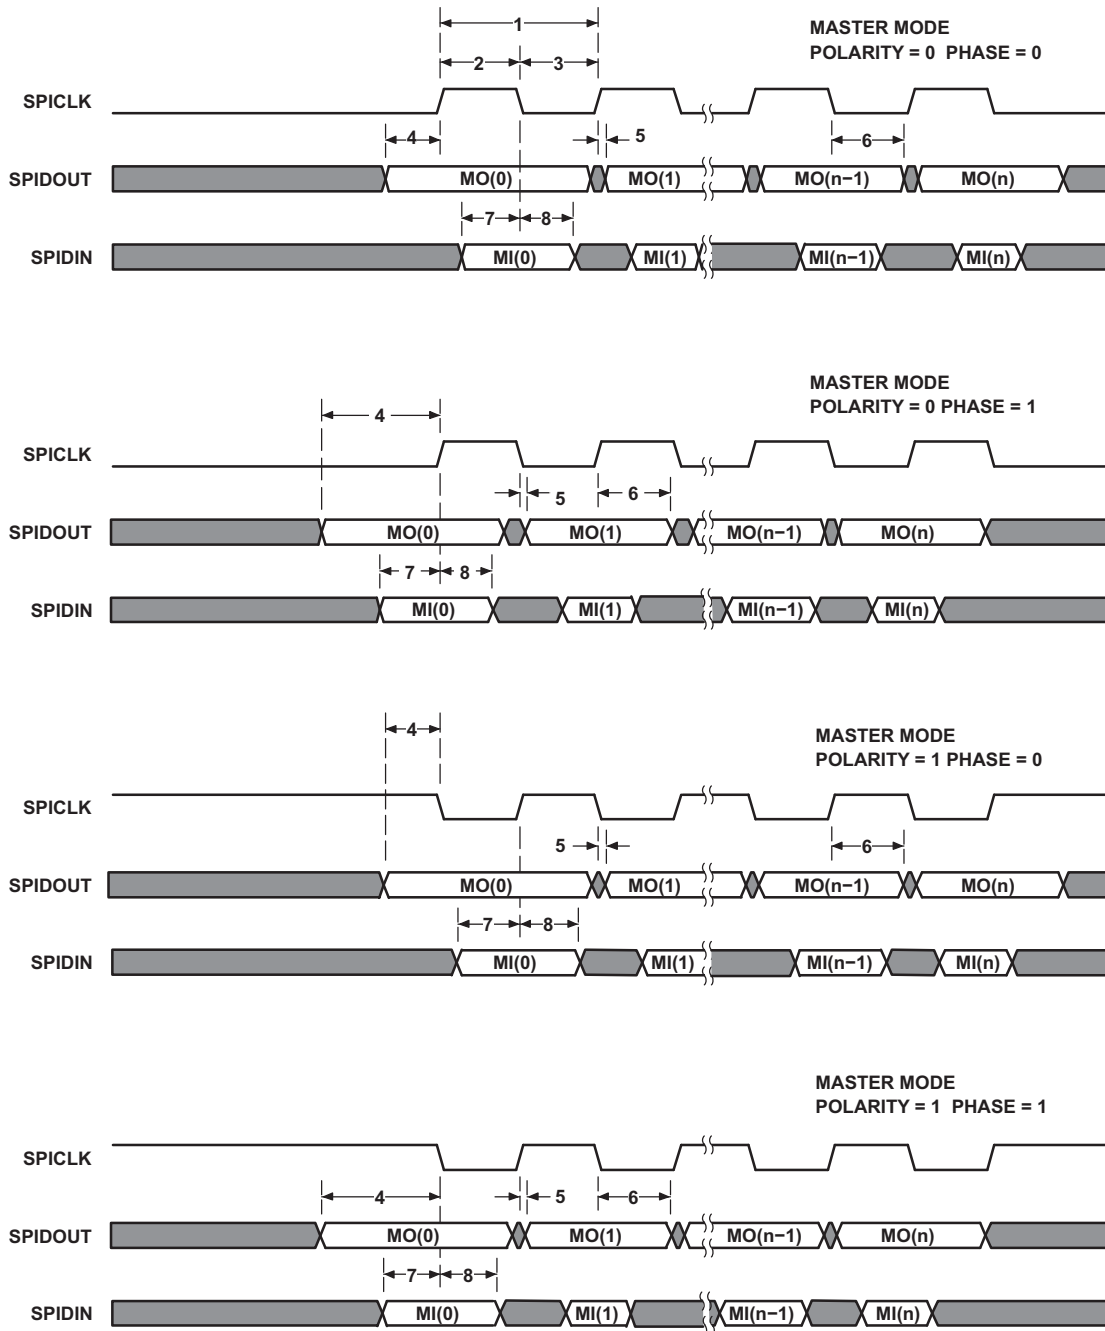 MASTER MODE
POLARITY = 0 PHASE = 0
1
2
3
SPICLK
4
5
6
SPIDOUT
MO(0)
MO(1)
MO(n−1)
MO(n)
7
8
SPIDIN
MI(0)
MI(1)
MI(n−1)
MI(n)
MASTER MODE
POLARITY = 0 PHASE = 1
4
SPICLK
5
6
SPIDOUT
MO(0)
MO(1)
MO(n−1)
MO(n)
7
8
SPIDIN
MI(0)
MI(1)
MI(n−1)
MI(n)
4
MASTER MODE
POLARITY = 1 PHASE = 0
SPICLK
5
6
SPIDOUT
MO(0)
MO(1)
MO(n−1)
MO(n)
7
8
SPIDIN
MI(0)
MI(1)
MI(n−1)
MI(n)
MASTER MODE
POLARITY = 1 PHASE = 1
SPICLK
4
5
6
SPIDOUT
MO(0)
MO(1)
MO(n−1)
MO(n)
7
8
SPIDIN
MI(0)
MI(1)
MI(n−1)
MI(n)